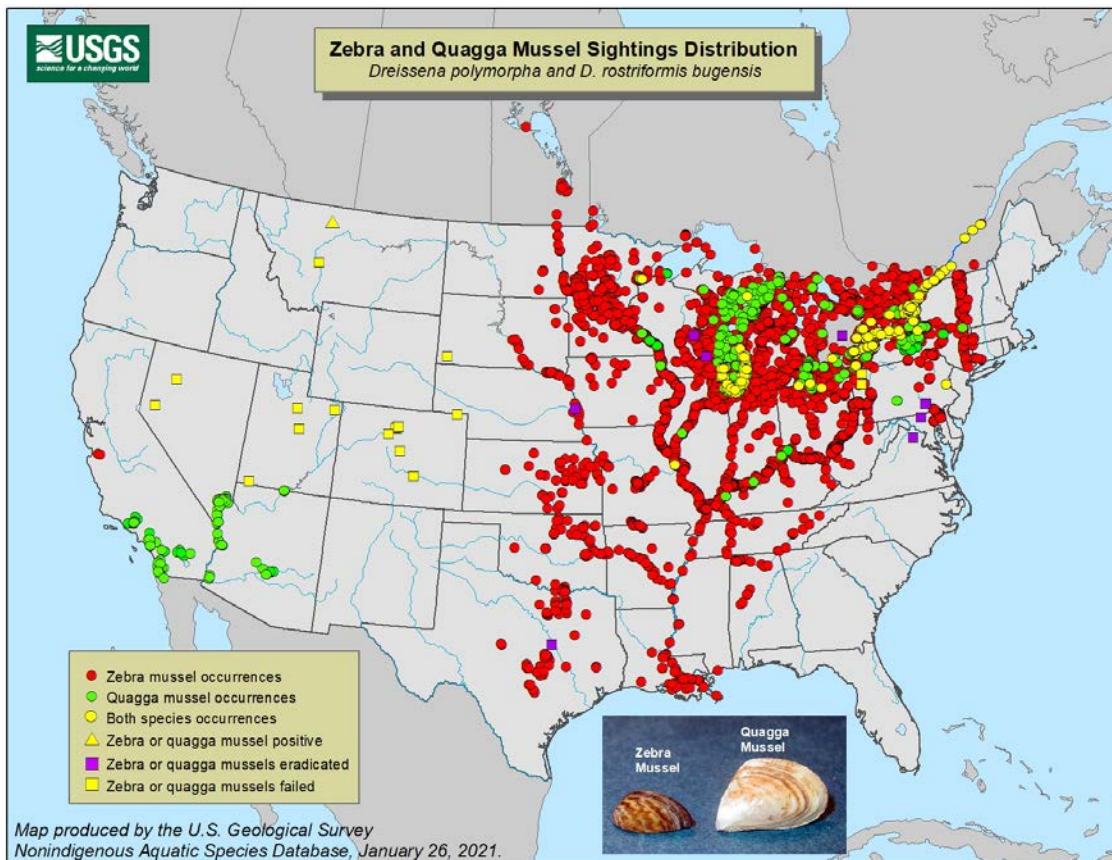 USGS
science for a changing world
Zebra and Quagga Mussel Sightings Distribution
Dreissena polymorpha and D. rostriformis bugensis
Zebra mussel occurrences
Quagga mussel occurrences
Both species occurrences
Zebra or quagga mussel positive
Zebra or quagga mussels eradicated
Zebra or quagga mussels failed
Zebra
Mussel
Quagga
Mussel
Map produced by the U.S. Geological Survey
Nonindigenous Aquatic Species Database, January 26, 2021.